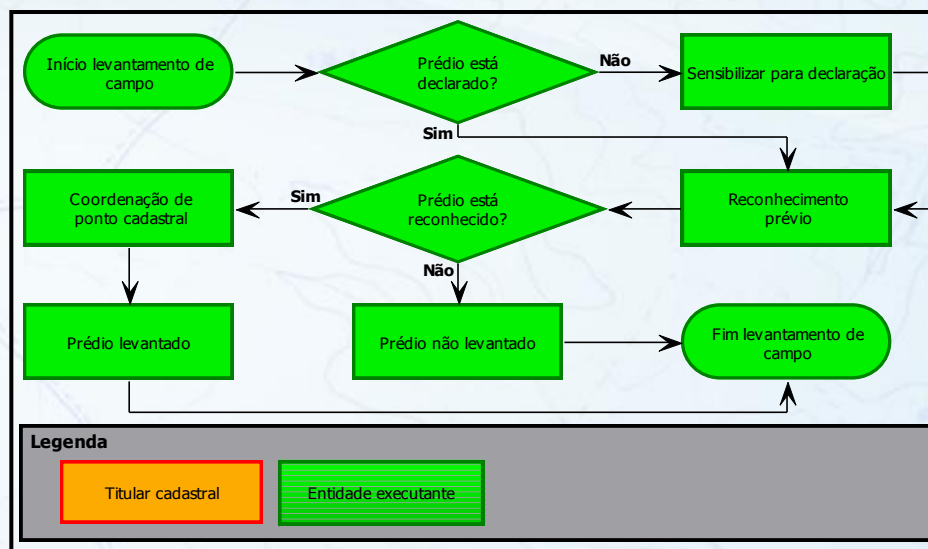 Início levantamento de
campo
Prédio está
declarado?
Não
Sensibilizar para declaração
Sim
Coordenação de
ponto cadastral
Sim
Prédio está
reconhecido?
Reconhecimento
prévio
Não
Prédio levantado
Prédio não levantado
Fim levantamento de
campo
Legenda
Titular cadastral
Entidade executante